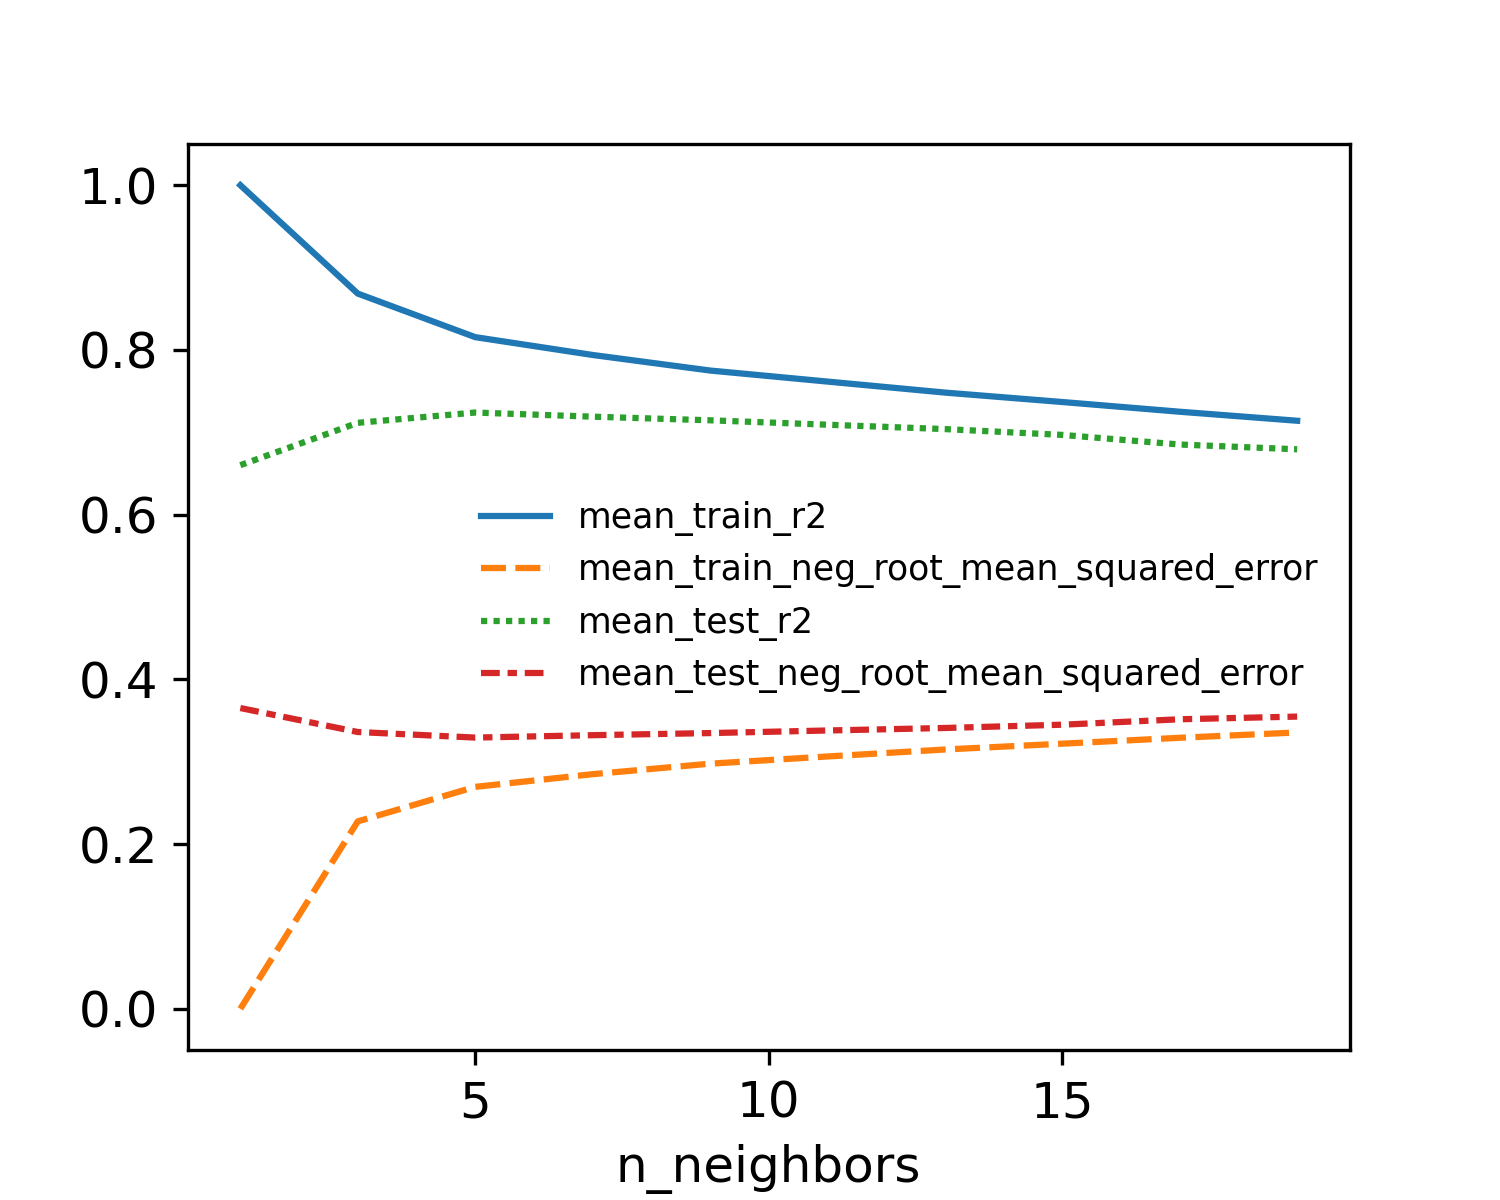 1.0
0.8
0.6
0.4
0.2
0.0
mean_train_r2
mean_train_neg_root_mean_squared_error
mean_test_r2
mean_test_neg_root_mean_squared_error
5 10 15
n_neighbors